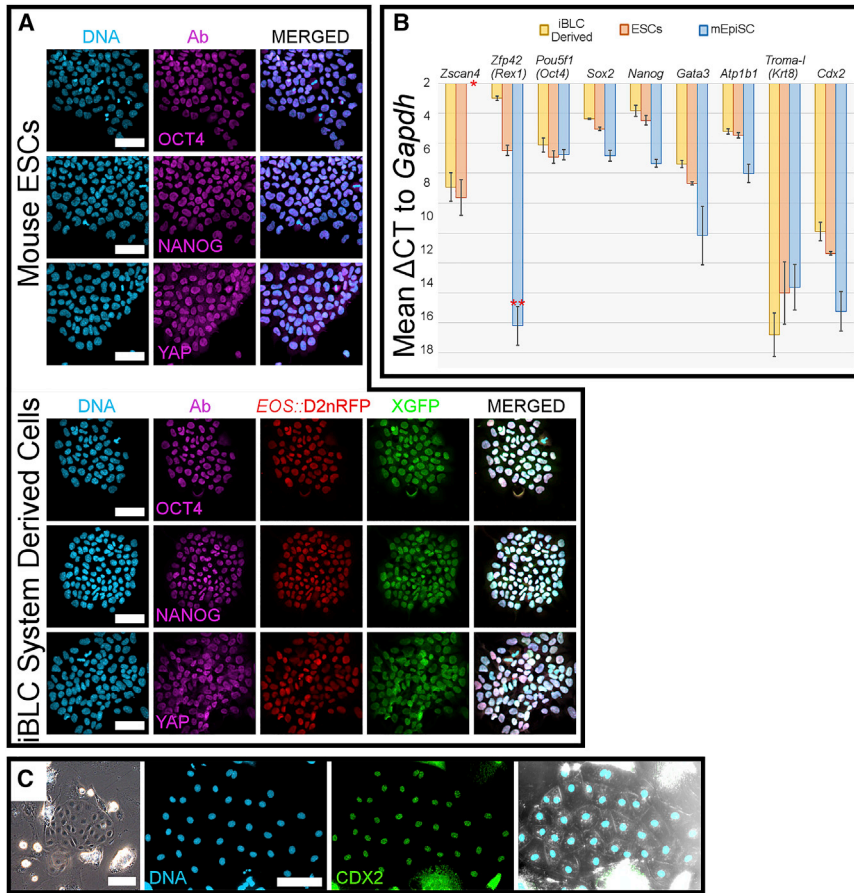 A
DNA Ab MERGED
Mouse ESCs
OCT4
NANOG
YAP
DNA Ab EOS::D2nRFP XGFP MERGED
iBLC System Derived Cells
OCT4
NANOG
YAP
B
iBLC Derived ESCs mEpiSC
Zscan4 Zfp42 (Rex1) Pou5f1 (Oct4) Sox2 Nanog Gata3 Atp1b1 Troma-I (Krt8) Cdx2
Mean ΔCT to Gapdh
2
4
6
8
10
12
14
16
18
*
**
C
DNA
CDX2